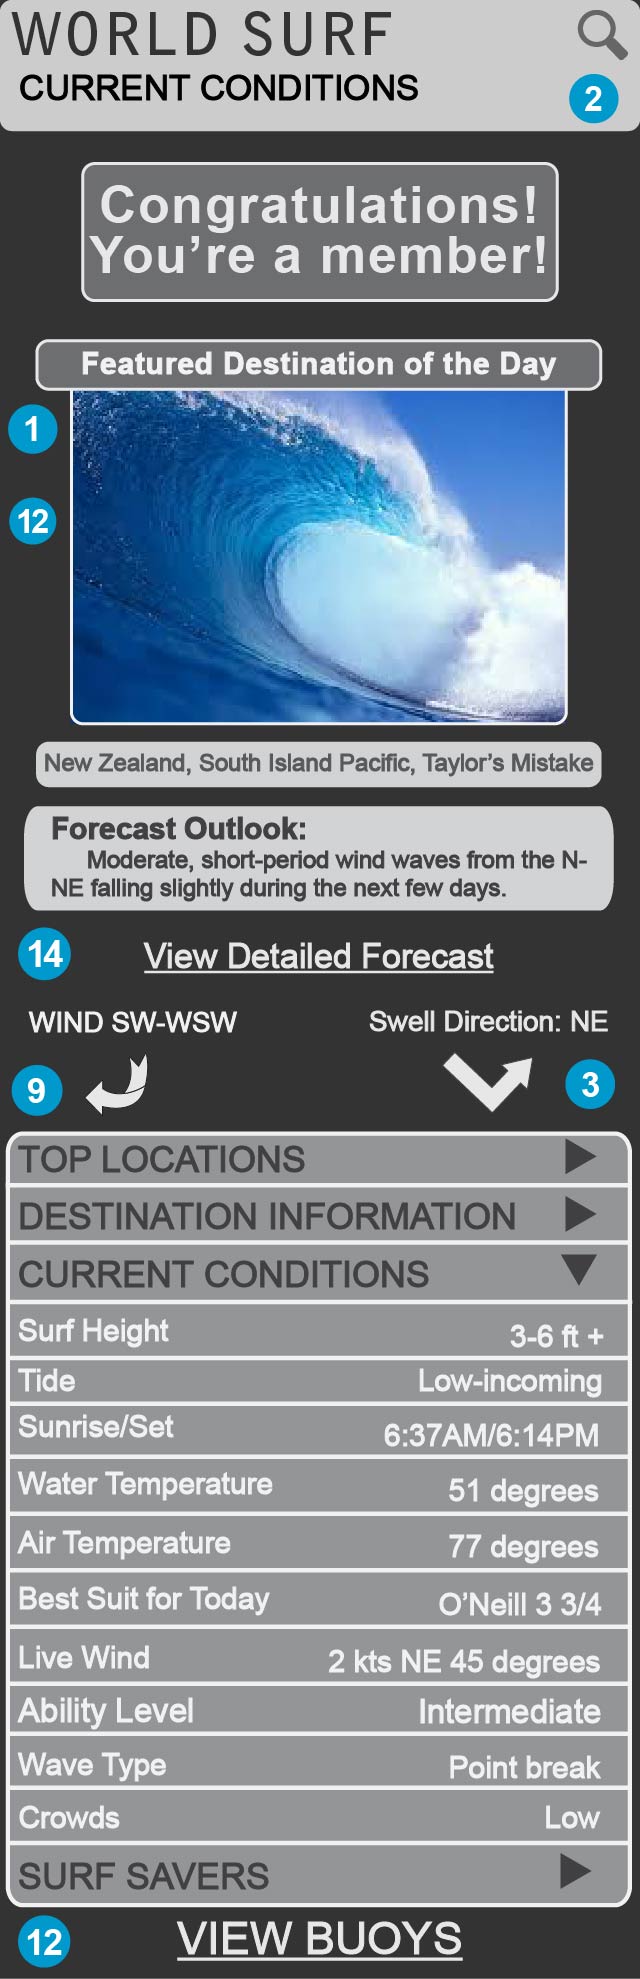 WORLD SURF
CURRENT CONDITIONS
2
Congratulations!
You're a member!
Featured Destination of the Day
1
12
New Zealand, South Island Pacific, Taylor's Mistake
Forecast Outlook:
Moderate, short-period wind waves from the N-
NE falling slightly during the next few days.
14 View Detailed Forecast
WIND SW-WSW Swell Direction: NE
9 3
TOP LOCATIONS
DESTINATION INFORMATION
CURRENT CONDITIONS
Surf Height 3-6 ft +
Tide Low-incoming
Sunrise/Set 6:37AM/6:14PM
Water Temperature 51 degrees
Air Temperature 77 degrees
Best Suit for Today O'Neill 3 3/4
Live Wind 2 kts NE 45 degrees
Ability Level Intermediate
Wave Type Point break
Crowds Low
SURF SAVERS
12 VIEW BUOYS